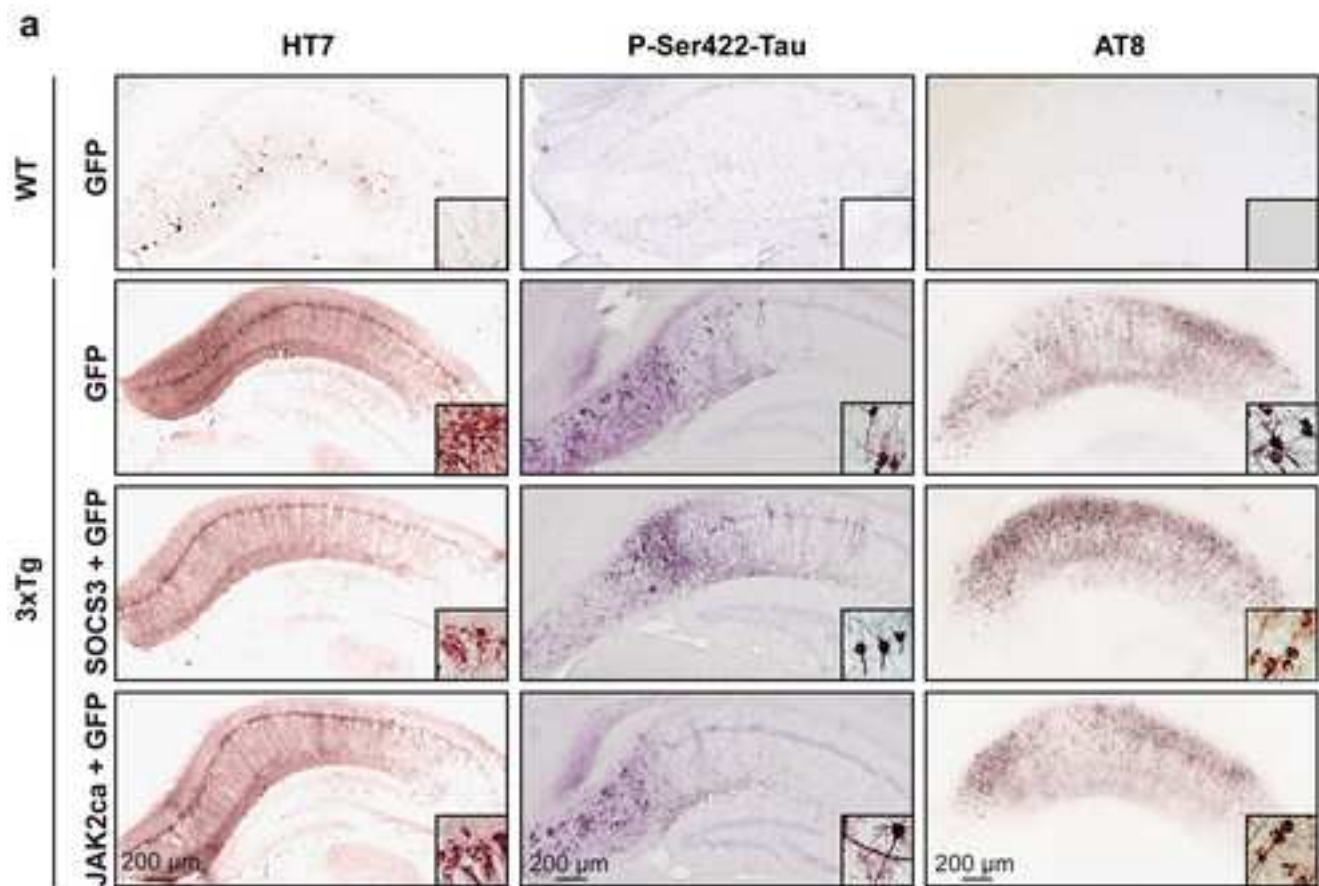 a
HT7 P-Ser422-Tau AT8
WT
GFP
3xTg
GFP
SOCS3 + GFP
JAK2ca + GFP
200 µm 200 µm 200 µm